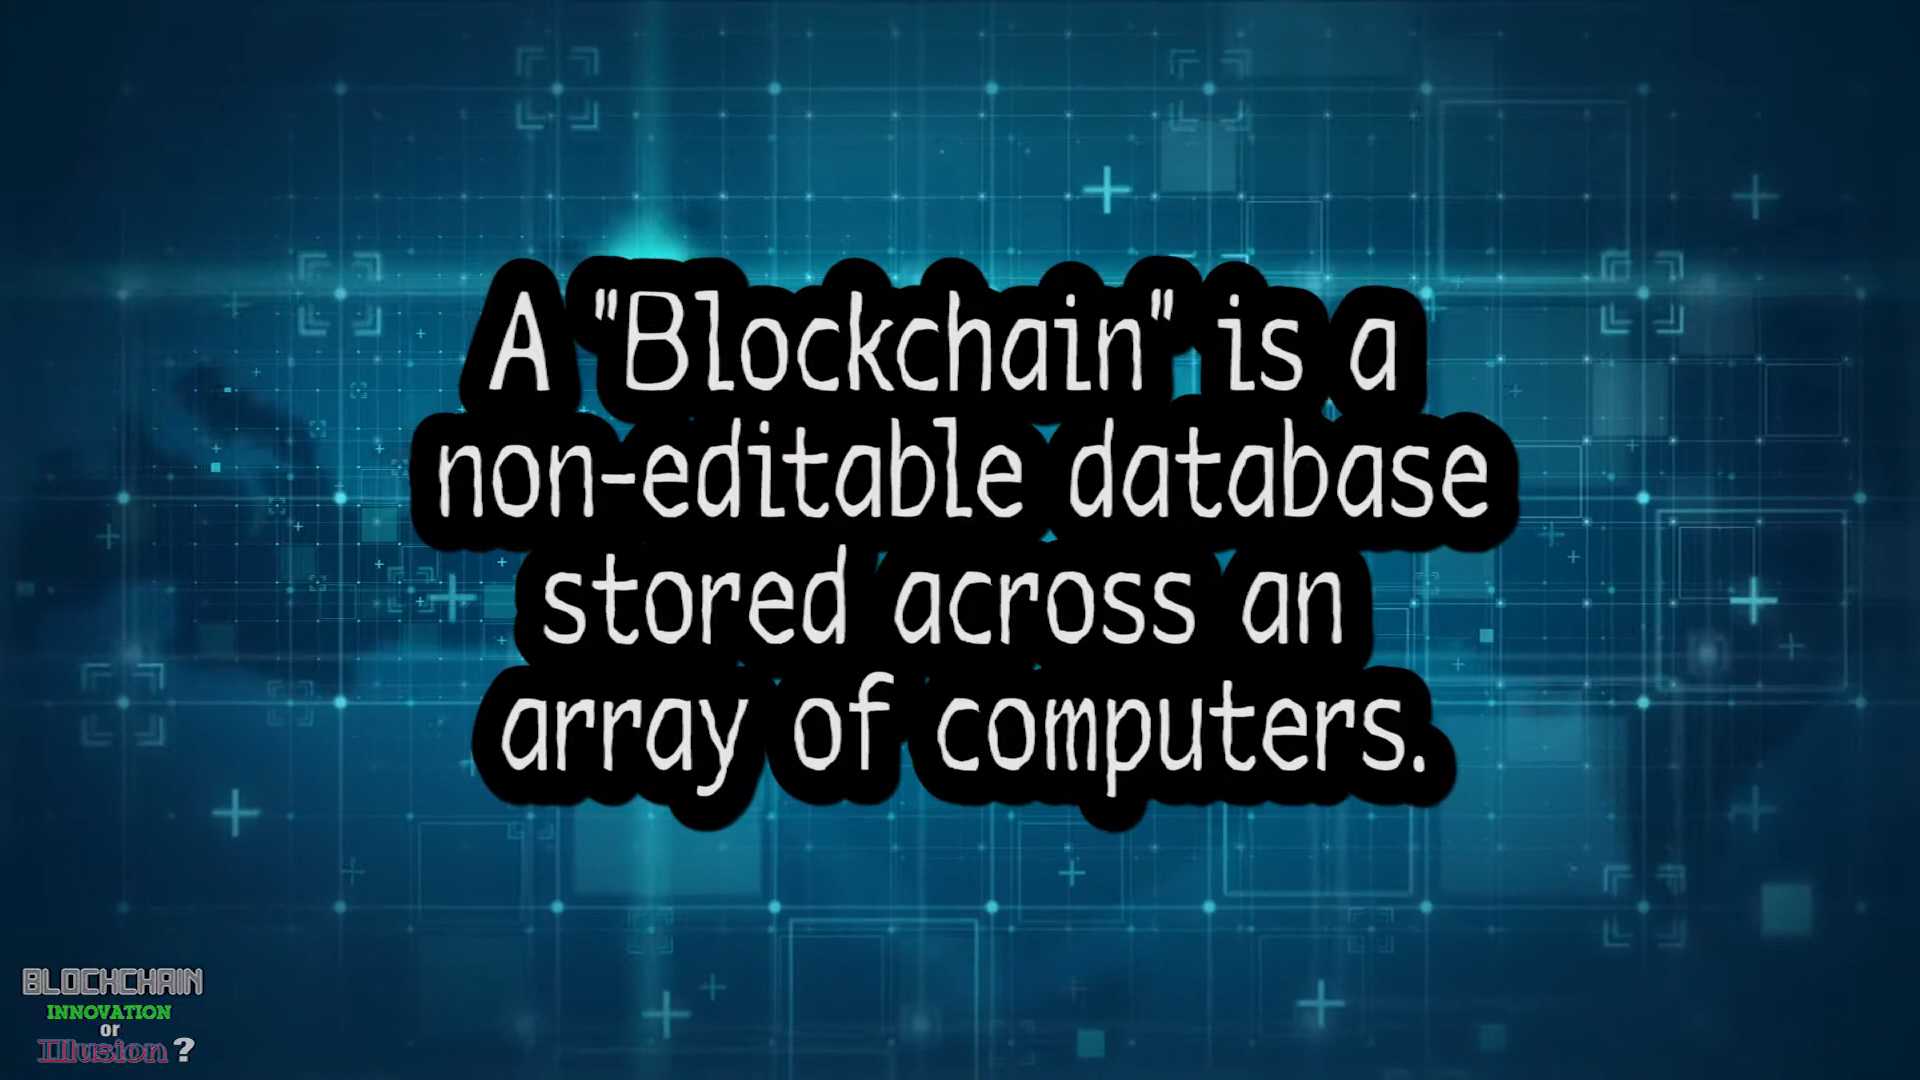 A "Blockchain" is a
non-editable database
stored across an
array of computers.
BLOCKCHAIN
INNOVATION
or
Illusion?